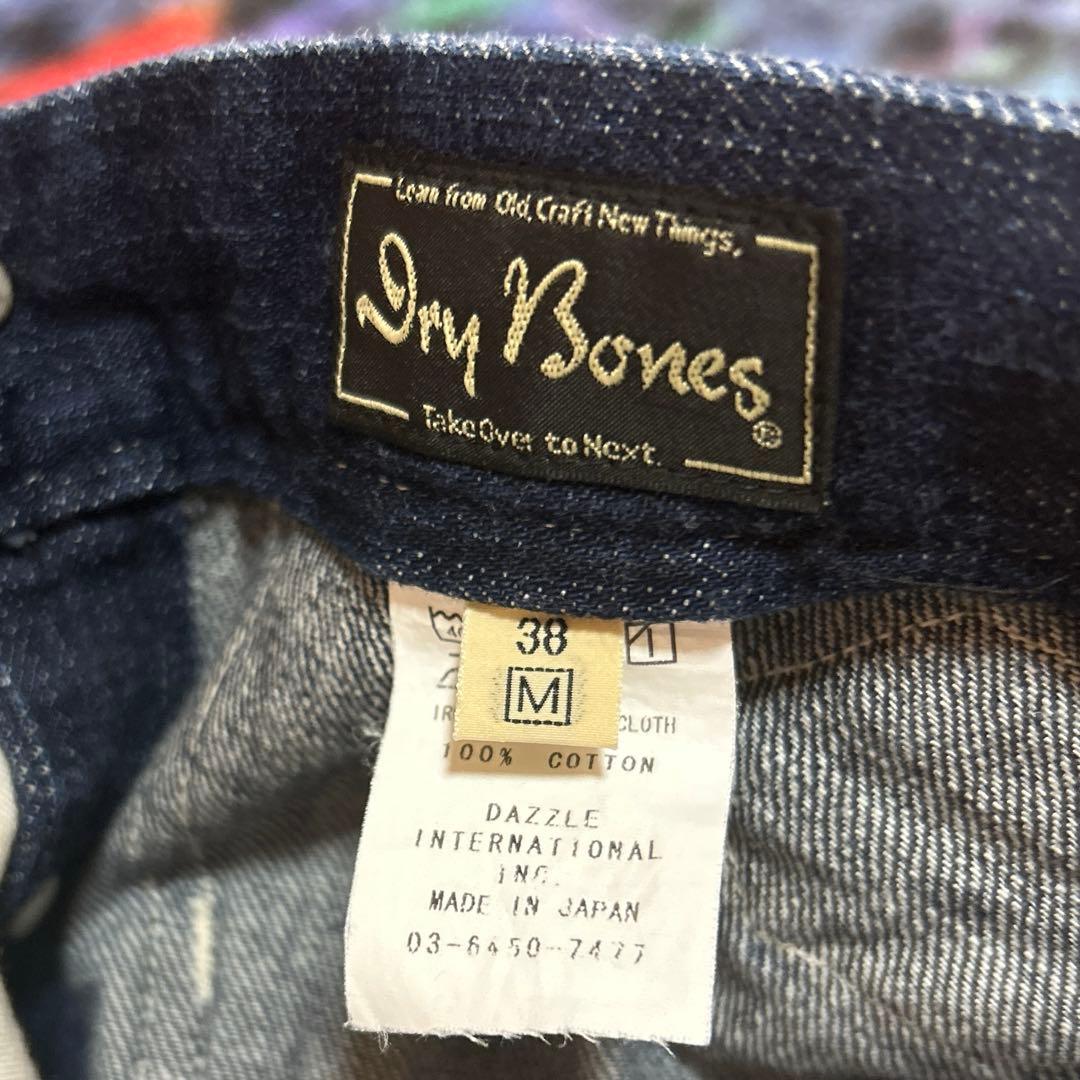 Learn from Old, Craft New Things,
Dry Bones®
Take Over to Next.
38
M
CLOTH
100% COTTON
DAZZLE
INTERNATIONAL
INC.
MADE IN JAPAN
03-6450-7477